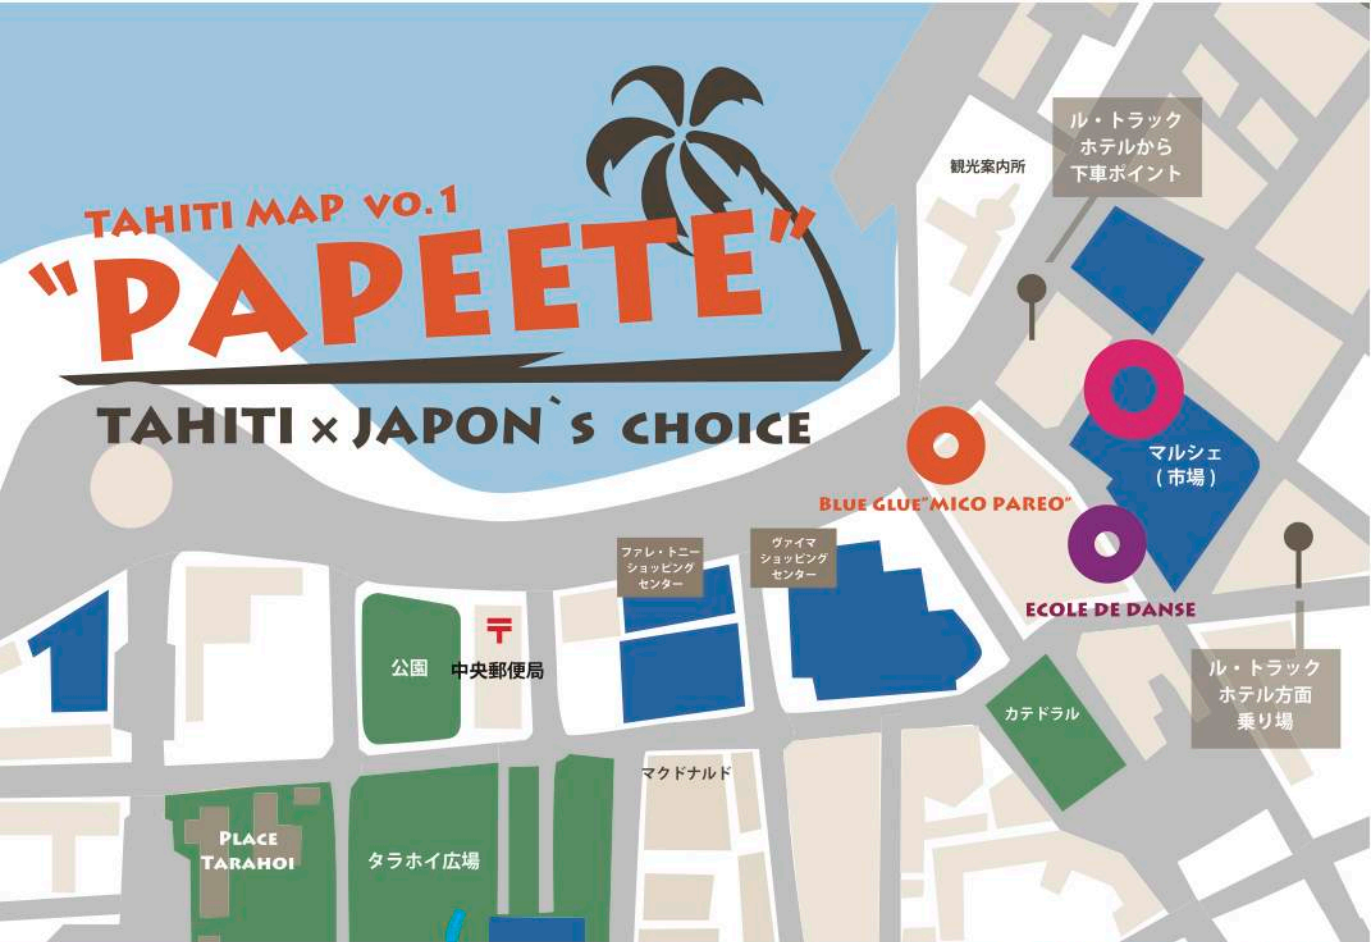 TAHITI MAP VO.1
"PAPEETE"
TAHITI × JAPON`S CHOICE
観光案内所
ル・トラック
ホテルから
下車ポイント
マルシェ
(市場)
BLUE GLUE"MICO PAREO"
ECOLE DE DANSE
ファレ・トニー
ショッピング
センター
ヴァイマ
ショッピング
センター
公園
〒
中央郵便局
ル・トラック
ホテル方面
乗り場
カテドラル
マクドナルド
PLACE
TARAHOI
タラホイ広場